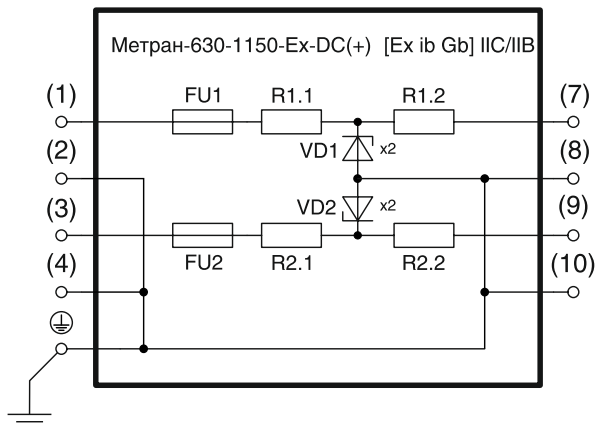 Метран-630-1150-Ex-DC(+) [Ex ib Gb] IIC/IIB
(1) FU1 R1.1 R1.2 (7)
VD1 x2
(2) (8)
VD2 x2
(3) (9)
FU2 R2.1 R2.2
(4) (10)